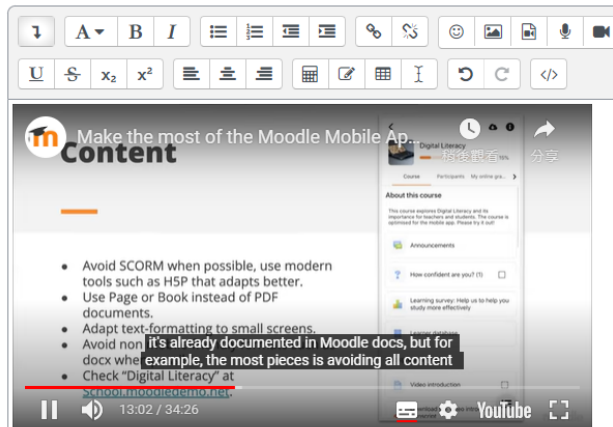 A B I
U S x₂ x²
Make the most of the Moodle Mobile Ap...
稍後觀看
分享
Content
• Avoid SCORM when possible, use modern
tools such as H5P that adapts better.
• Use Page or Book instead of PDF
documents.
• Adapt text-formatting to small screens.
• Avoid non
docx whe
• Check “Digital Literacy” at
School.moodledemo.net.
Digital Literacy
Course Participants My online gra...
About this course
This course explores Digital Literacy and its
importance for teachers and students. The course is
optimised for the mobile app. Please try it out!
Announcements
How confident are you? (1)
Learning survey: Help us to help you
study more effectively
Learner database
Video introduction
it's already documented in Moodle docs, but for
example, the most pieces is avoiding all content
13:02 / 34:26
YouTube